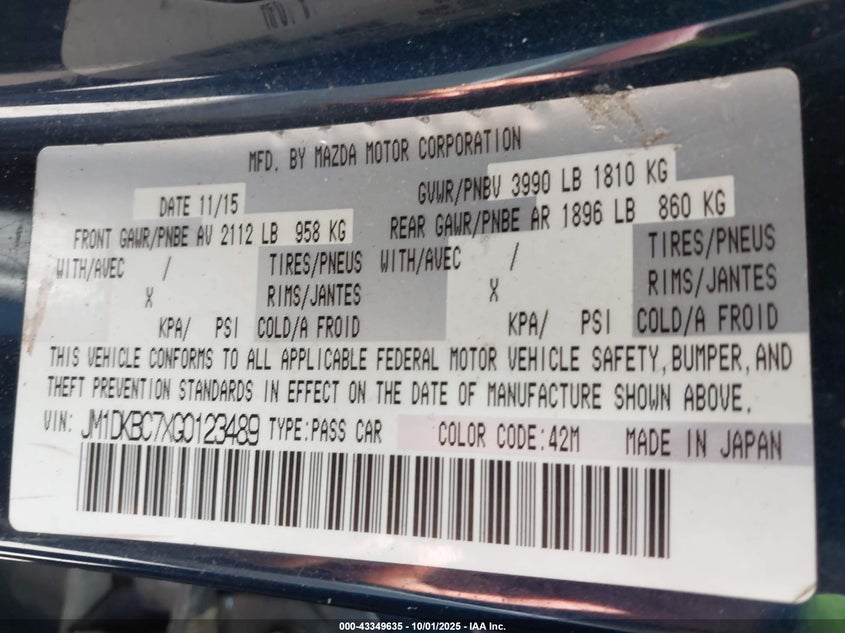 MFD. BY MAZDA MOTOR CORPORATION
DATE 11/15 GVWR/PNBV 3990 LB 1810 KG
FRONT GAWR/PNBE AV 2112 LB 958 KG REAR GAWR/PNBE AR 1896 LB 860 KG
WITH/AVEC / TIRES/PNEUS WITH/AVEC / TIRES/PNEUS
X RIMS/JANTES X RIMS/JANTES
KPA/ PSI COLD/A FROID KPA/ PSI COLD/A FROID
THIS VEHICLE CONFORMS TO ALL APPLICABLE FEDERAL MOTOR VEHICLE SAFETY, BUMPER, AND
THEFT PREVENTION STANDARDS IN EFFECT ON THE DATE OF MANUFACTURE SHOWN ABOVE.
VIN: JM1DKBC7XG0123489 TYPE:PASS CAR COLOR CODE:42M MADE IN JAPAN
000-43349635 - 10/01/2025 - www.iaai.com